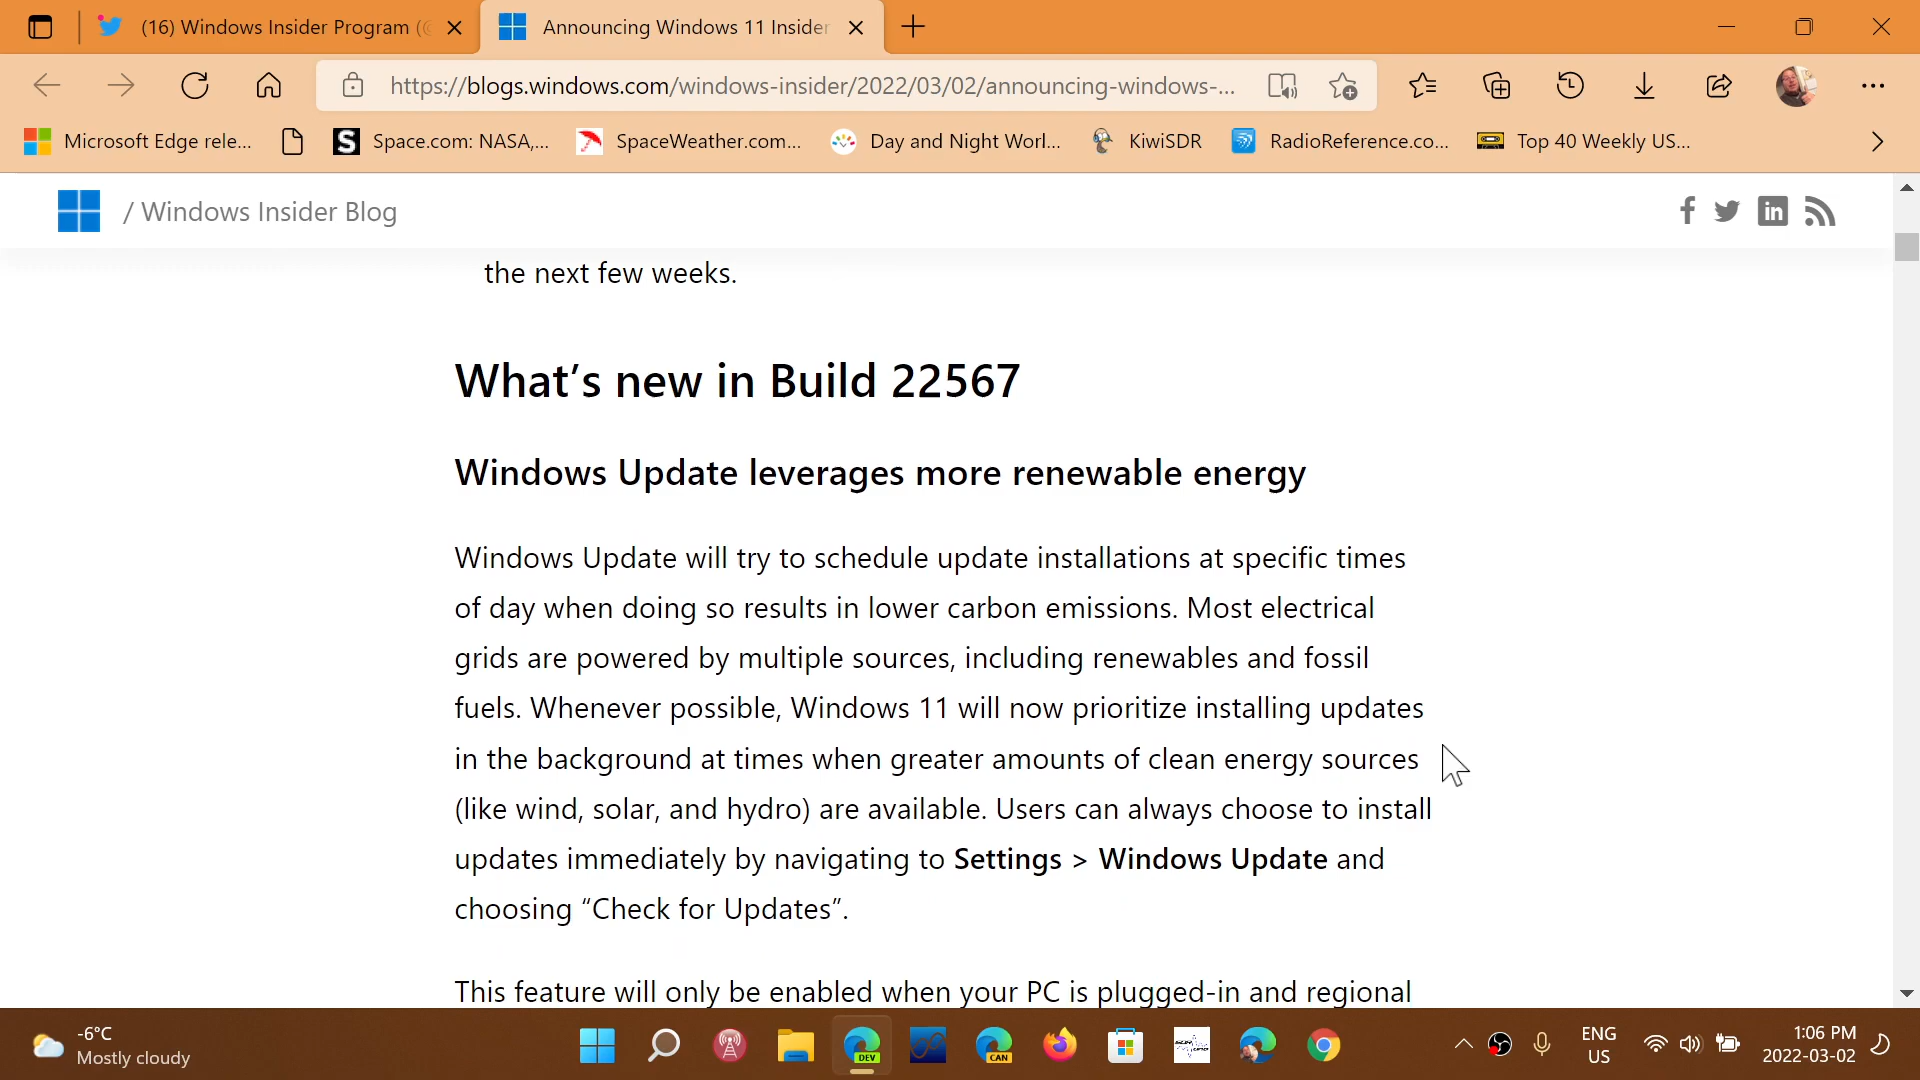 (16) Windows Insider Program (@
Announcing Windows 11 Insider
https://blogs.windows.com/windows-insider/2022/03/02/announcing-windows-...
Microsoft Edge rele...
Space.com: NASA,...
SpaceWeather.com...
Day and Night Worl...
KiwiSDR
RadioReference.co...
Top 40 Weekly US...
/ Windows Insider Blog
the next few weeks.
What’s new in Build 22567
Windows Update leverages more renewable energy
Windows Update will try to schedule update installations at specific times
of day when doing so results in lower carbon emissions. Most electrical
grids are powered by multiple sources, including renewables and fossil
fuels. Whenever possible, Windows 11 will now prioritize installing updates
in the background at times when greater amounts of clean energy sources
(like wind, solar, and hydro) are available. Users can always choose to install
updates immediately by navigating to Settings > Windows Update and
choosing “Check for Updates”.
This feature will only be enabled when your PC is plugged-in and regional
-6°C
Mostly cloudy
DEV
CAN
ENG
US
1:06 PM
2022-03-02